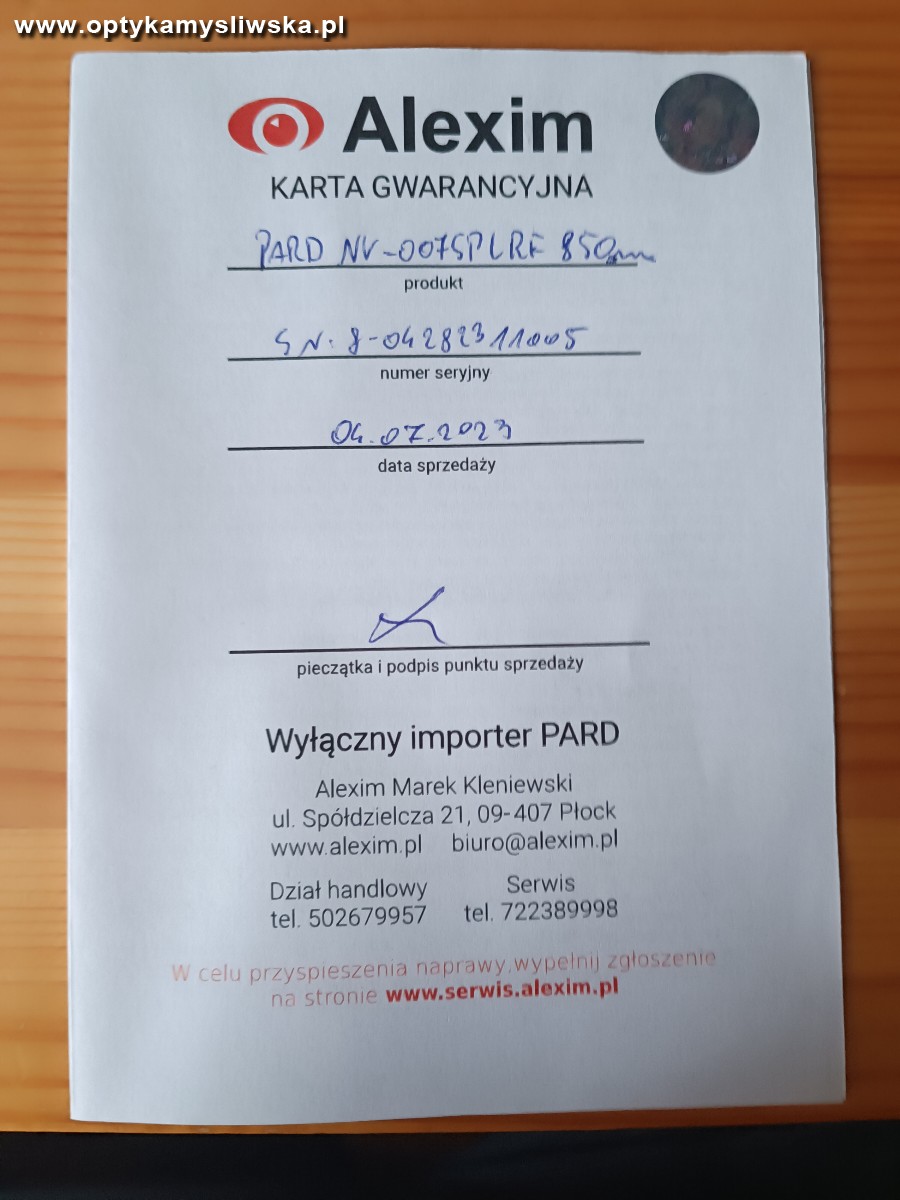 www.optykamysliwska.pl
Alexim
KARTA GWARANCYJNA
PARD NV-007SPLRF 850nm
produkt
SN: 8-04282311005
numer seryjny
04.07.2023
data sprzedaży
pieczątka i podpis punktu sprzedaży
Wyłączny importer PARD
Alexim Marek Kleniewski
ul. Spółdzielcza 21, 09-407 Płock
www.alexim.pl biuro@alexim.pl
Dział handlowy Serwis
tel. 502679957 tel. 722389998
W celu przyspieszenia naprawy,wypełnij zgłoszenie
na stronie www.serwis.alexim.pl